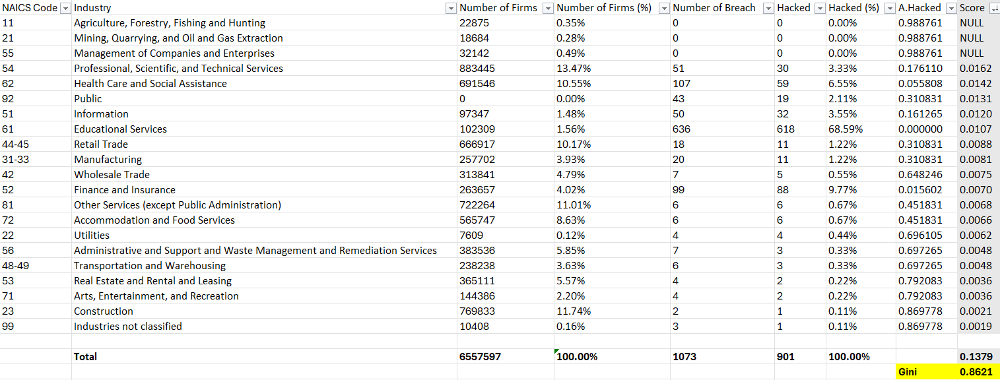 NAICS Code Industry Number of Firms Number of Firms (%) Number of Breach Hacked Hacked (%) A.Hacked Score
11 Agriculture, Forestry, Fishing and Hunting 22875 0.35% 0 0 0.00% 0.988761 NULL
21 Mining, Quarrying, and Oil and Gas Extraction 18684 0.28% 0 0 0.00% 0.988761 NULL
55 Management of Companies and Enterprises 32142 0.49% 0 0 0.00% 0.988761 NULL
54 Professional, Scientific, and Technical Services 883445 13.47% 51 30 3.33% 0.176110 0.0162
62 Health Care and Social Assistance 691546 10.55% 107 59 6.55% 0.055808 0.0142
92 Public 0 0.00% 43 19 2.11% 0.310831 0.0131
51 Information 97347 1.48% 50 32 3.55% 0.161265 0.0120
61 Educational Services 102309 1.56% 636 618 68.59% 0.000000 0.0107
44-45 Retail Trade 666917 10.17% 18 11 1.22% 0.310831 0.0088
31-33 Manufacturing 257702 3.93% 20 11 1.22% 0.310831 0.0081
42 Wholesale Trade 313841 4.79% 7 5 0.55% 0.648246 0.0075
52 Finance and Insurance 263657 4.02% 99 88 9.77% 0.015602 0.0070
81 Other Services (except Public Administration) 722264 11.01% 6 6 0.67% 0.451831 0.0068
72 Accommodation and Food Services 565747 8.63% 6 6 0.67% 0.451831 0.0066
22 Utilities 7609 0.12% 4 4 0.44% 0.696105 0.0062
56 Administrative and Support and Waste Management and Remediation Services 383536 5.85% 7 3 0.33% 0.697265 0.0048
48-49 Transportation and Warehousing 238238 3.63% 6 3 0.33% 0.697265 0.0048
53 Real Estate and Rental and Leasing 365111 5.57% 4 2 0.22% 0.792083 0.0036
71 Arts, Entertainment, and Recreation 144386 2.20% 4 2 0.22% 0.792083 0.0036
23 Construction 769833 11.74% 2 1 0.11% 0.869778 0.0021
99 Industries not classified 10408 0.16% 3 1 0.11% 0.869778 0.0019
Total 6557597 100.00% 1073 901 100.00% 0.1379
Gini 0.8621